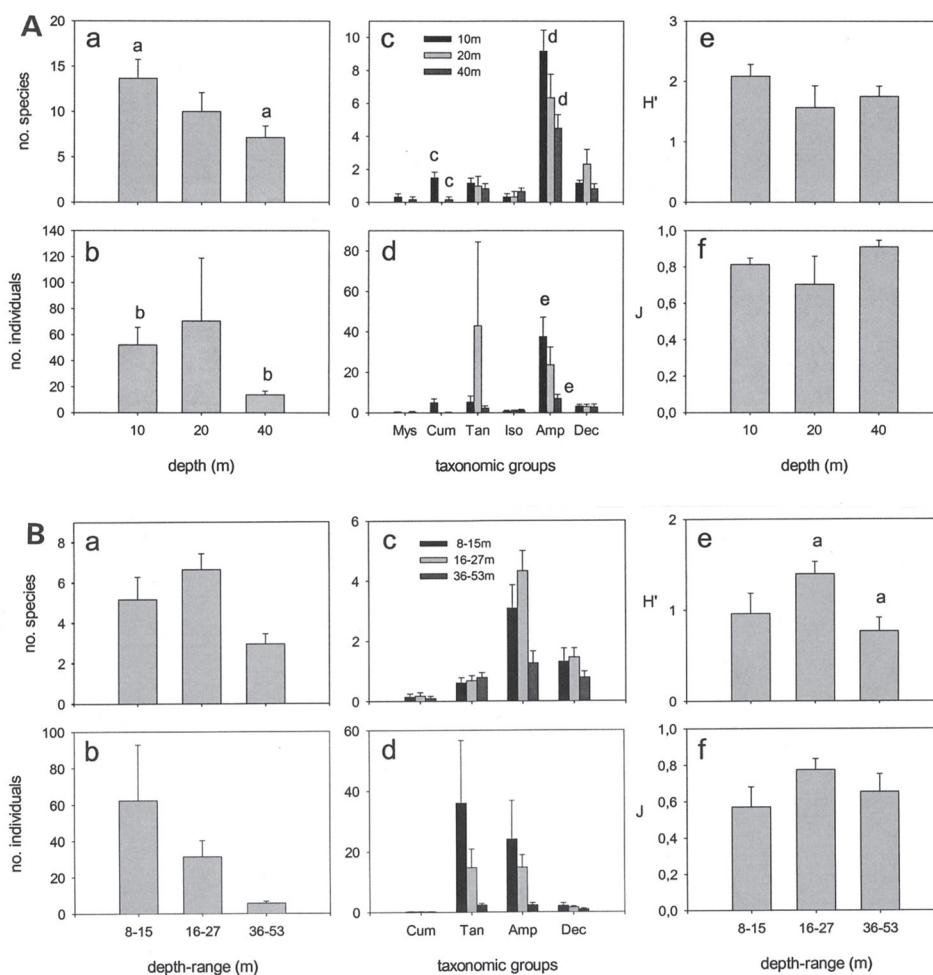 A
a
no. species
20
15
10
5
0
a
a
b
no. individuals
140
120
100
80
60
40
20
0
b
b
10 20 40
depth (m)
c
10m
20m
40m
10
8
6
4
2
0
c
c
d
d
d
80
60
40
20
0
e
e
Mys Cum Tan Iso Amp Dec
taxonomic groups
e
H'
3
2
1
0
f
J
1,0
0,8
0,6
0,4
0,2
0,0
10 20 40
depth (m)
B
a
no. species
8
6
4
2
0
b
no. individuals
100
80
60
40
20
0
8-15 16-27 36-53
depth-range (m)
c
8-15m
16-27m
36-53m
6
4
2
0
d
60
40
20
0
Cum Tan Amp Dec
taxonomic groups
e
H'
2
1
0
a
a
f
J
1,0
0,8
0,6
0,4
0,2
0,0
8-15 16-27 36-53
depth-range (m)